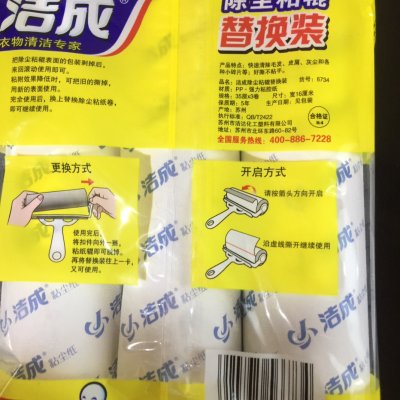 洁成®
衣物清洁专家
把除尘粘辊表面的包装剥掉后，
来回滚动使用即可。
粘附效果降低时，可把旧的撕掉，
用新的表面使用。
完全使用后，换上替换除尘粘纸卷，
即可继续使用。
除尘粘辊
替换装
产品特点：快速清除毛发、皮屑、灰尘和各
种小碎片等；好撕不粘手。
品名：洁成除尘粘辊替换装
货号：6734
材质：PP、强力粘胶纸
规格：35撕x3卷
尺寸：宽16厘米
保质期：5年
生产日期：见包装
产地：苏州
执行标准：QB/T2422
苏州市洁达化工塑料有限公司
地址：苏州市北环东路60-82号
合格证
全国服务热线：400-886-7228
更换方式
使用完后，
将扣件向外一掰，
粘纸辊即可脱掉。
再将替换装往上一卡，
又可使用。
开启方式
请按箭头方向开启
沿虚线撕开继续使用
洁成 粘尘纸
洁成 粘尘纸
洁成 粘尘纸